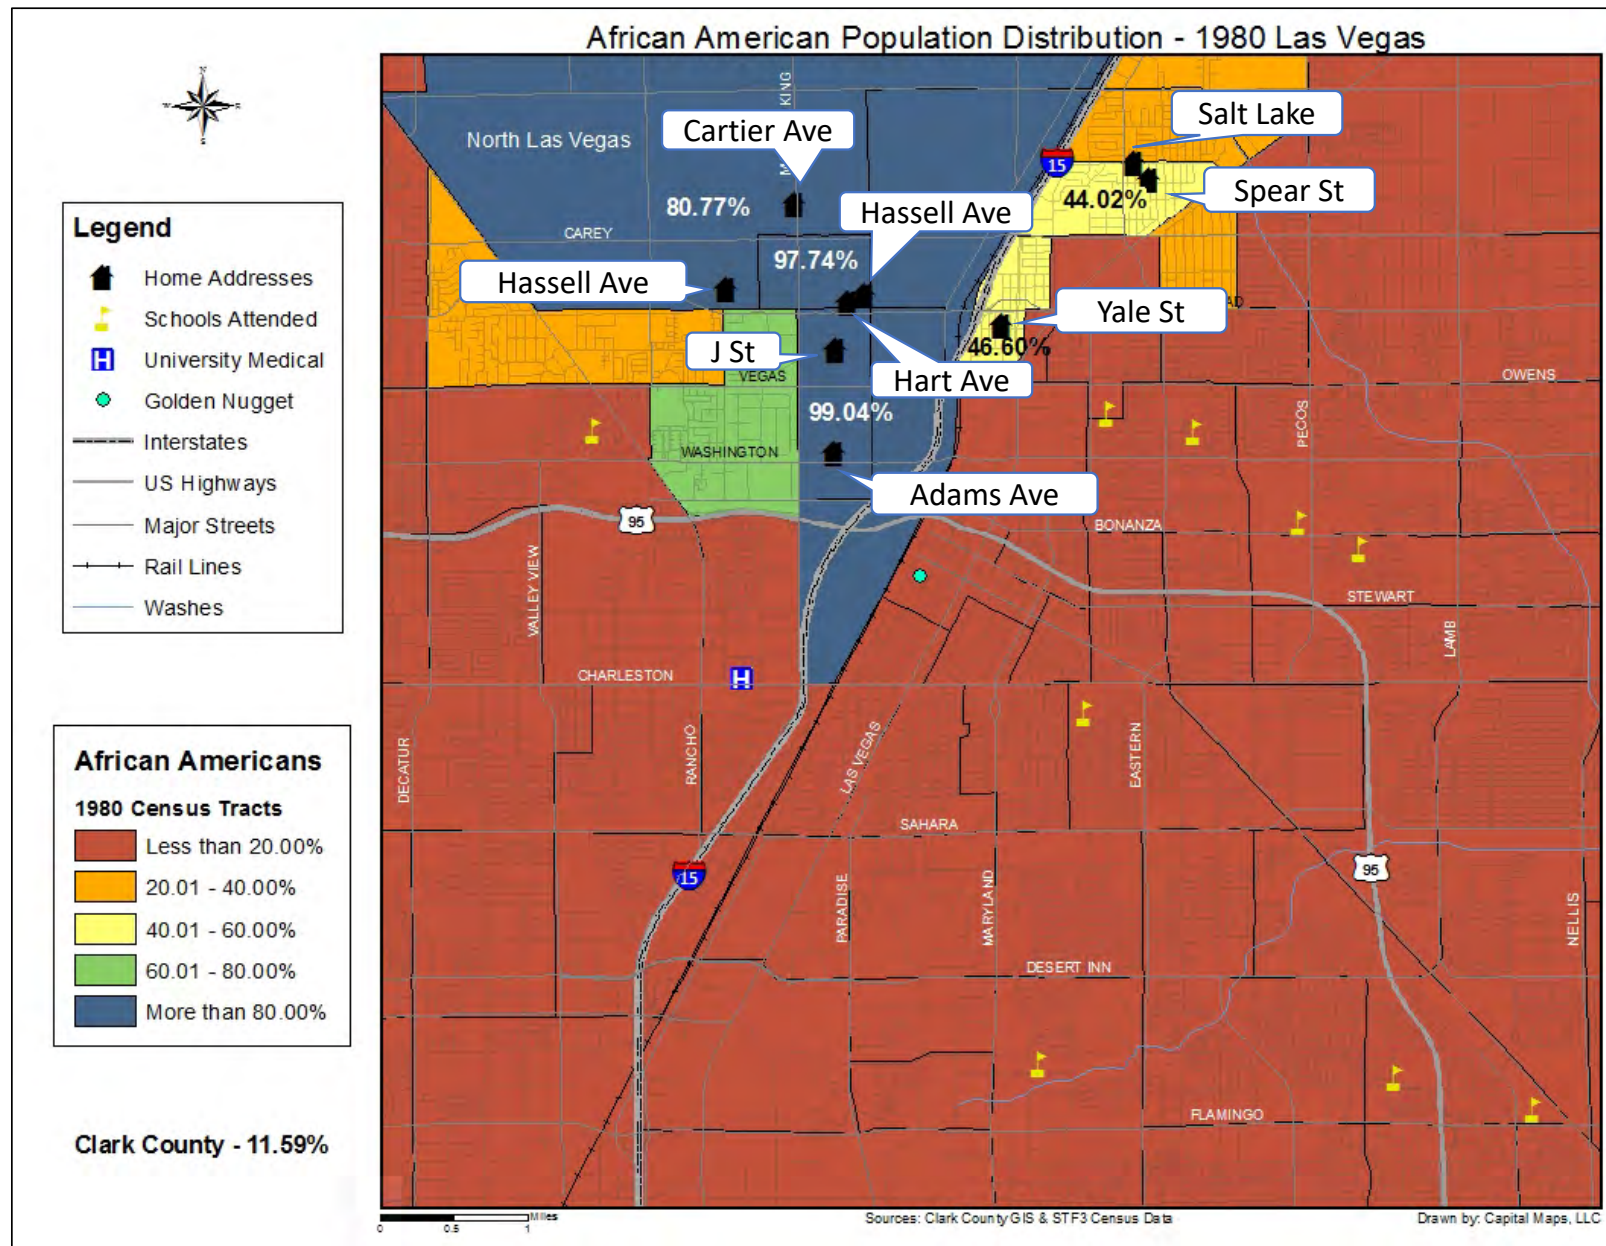 African American Population Distribution - 1980 Las Vegas
N
W
E
S
Legend
Home Addresses
Schools Attended
H University Medical
Golden Nugget
Interstates
US Highways
Major Streets
Rail Lines
Washes
African Americans
1980 Census Tracts
Less than 20.00%
20.01 - 40.00%
40.01 - 60.00%
60.01 - 80.00%
More than 80.00%
Clark County - 11.59%
KING
Cartier Ave
Salt Lake
North Las Vegas
15
44.02%
Spear St
80.77%
Hassell Ave
CAREY
97.74%
Hassell Ave
Yale St
J St
46.60%
VEGAS
Hart Ave
OWENS
99.04%
PECOS
WASHINGTON
Adams Ave
95
BONANZA
VALLEY VIEW
STEWART
LAMB
H
CHARLESTON
DECATUR
RANCHO
LAS VEGAS
EASTERN
SAHARA
15
95
PARADISE
MARYLAND
NELLIS
DESERT INN
FLAMINGO
Miles
0 0.5 1
Sources: Clark County GIS & STF3 Census Data
Drawn by: Capital Maps, LLC